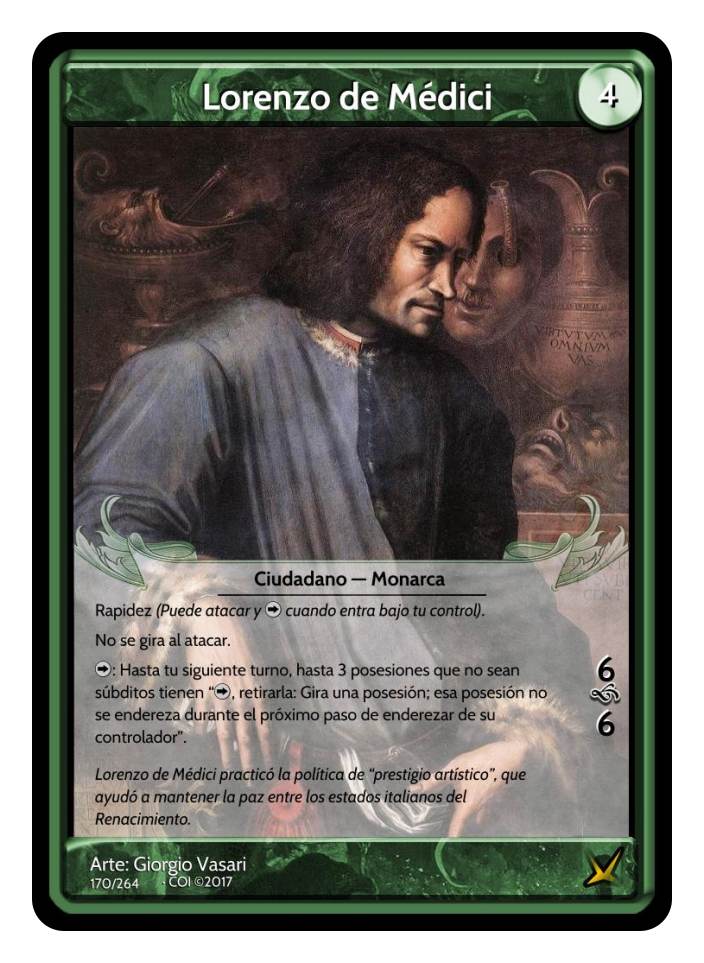 Lorenzo de Médici
4
VIRTVTVM
OMNIVM
VAS
Ciudadano — Monarca
Rapidez (Puede atacar y ➡ cuando entra bajo tu control).
No se gira al atacar.
➡: Hasta tu siguiente turno, hasta 3 posesiones que no sean
súbditos tienen “➡, retirarla: Gira una posesión; esa posesión no
se endereza durante el próximo paso de enderezar de su
controlador”.
6
6
Lorenzo de Médici practicó la política de “prestigio artístico”, que
ayudó a mantener la paz entre los estados italianos del
Renacimiento.
Arte: Giorgio Vasari
170/264 · COI ©2017